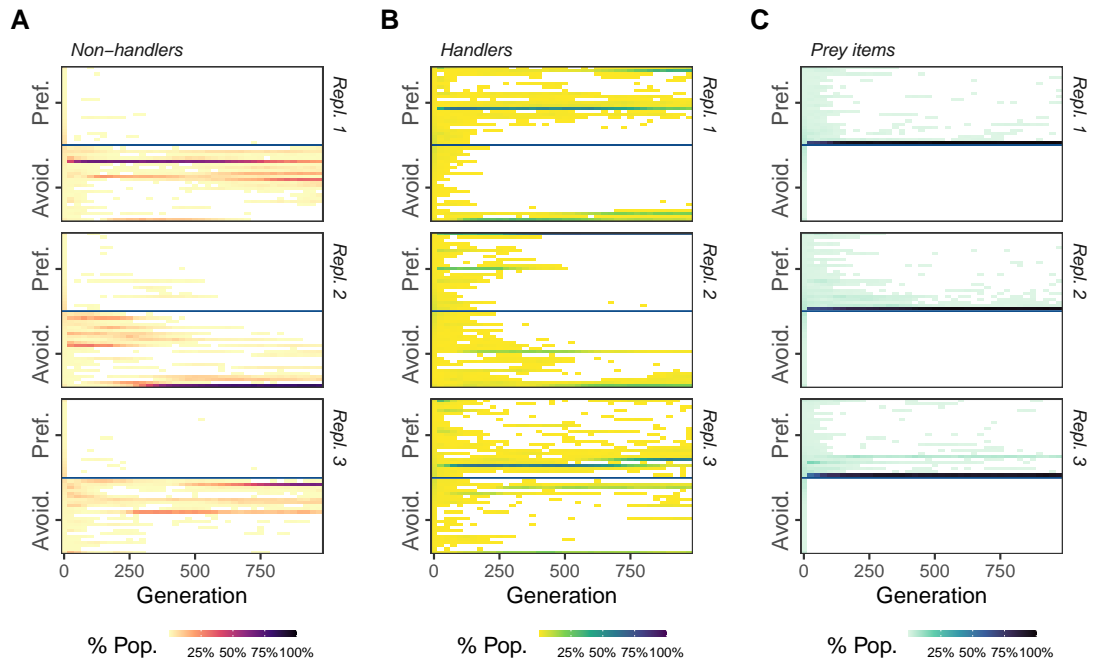 A
B
C
Non−handlers
Handlers
Prey items
Pref.
Avoid.
Repl. 1
Pref.
Avoid.
Repl. 1
Pref.
Avoid.
Repl. 1
Pref.
Avoid.
Repl. 2
Pref.
Avoid.
Repl. 2
Pref.
Avoid.
Repl. 2
Pref.
Avoid.
Repl. 3
Pref.
Avoid.
Repl. 3
Pref.
Avoid.
Repl. 3
0 250 500 750
0 250 500 750
0 250 500 750
Generation
Generation
Generation
% Pop.
25% 50% 75% 100%
% Pop.
25% 50% 75% 100%
% Pop.
25% 50% 75% 100%